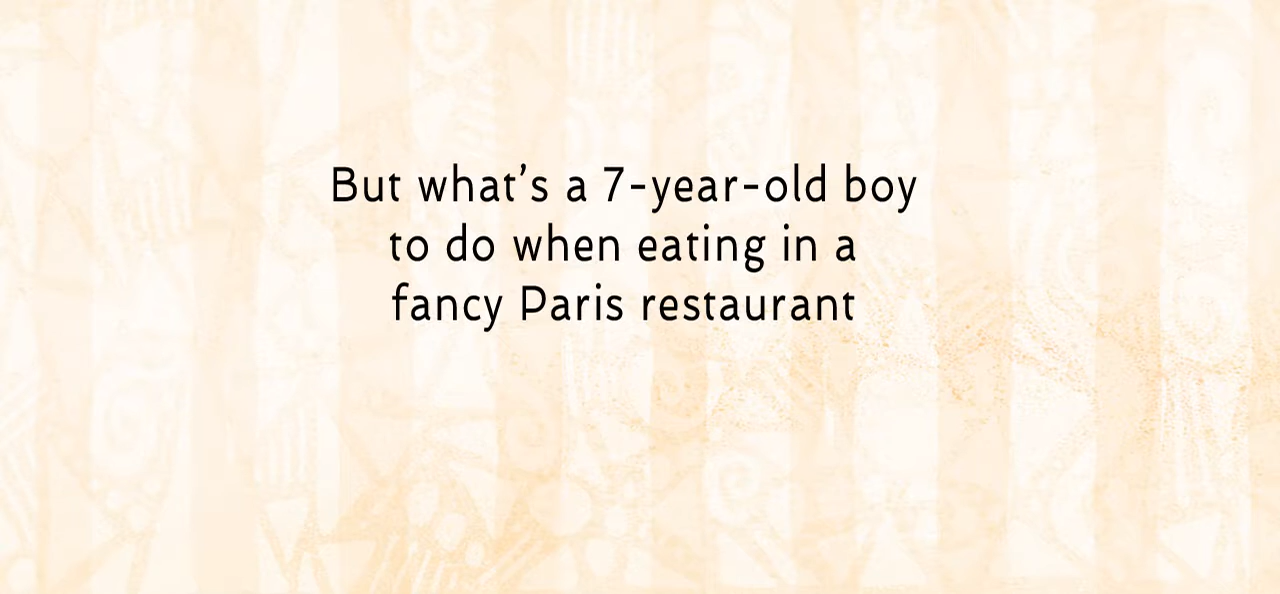 But what’s a 7-year-old boy
to do when eating in a
fancy Paris restaurant